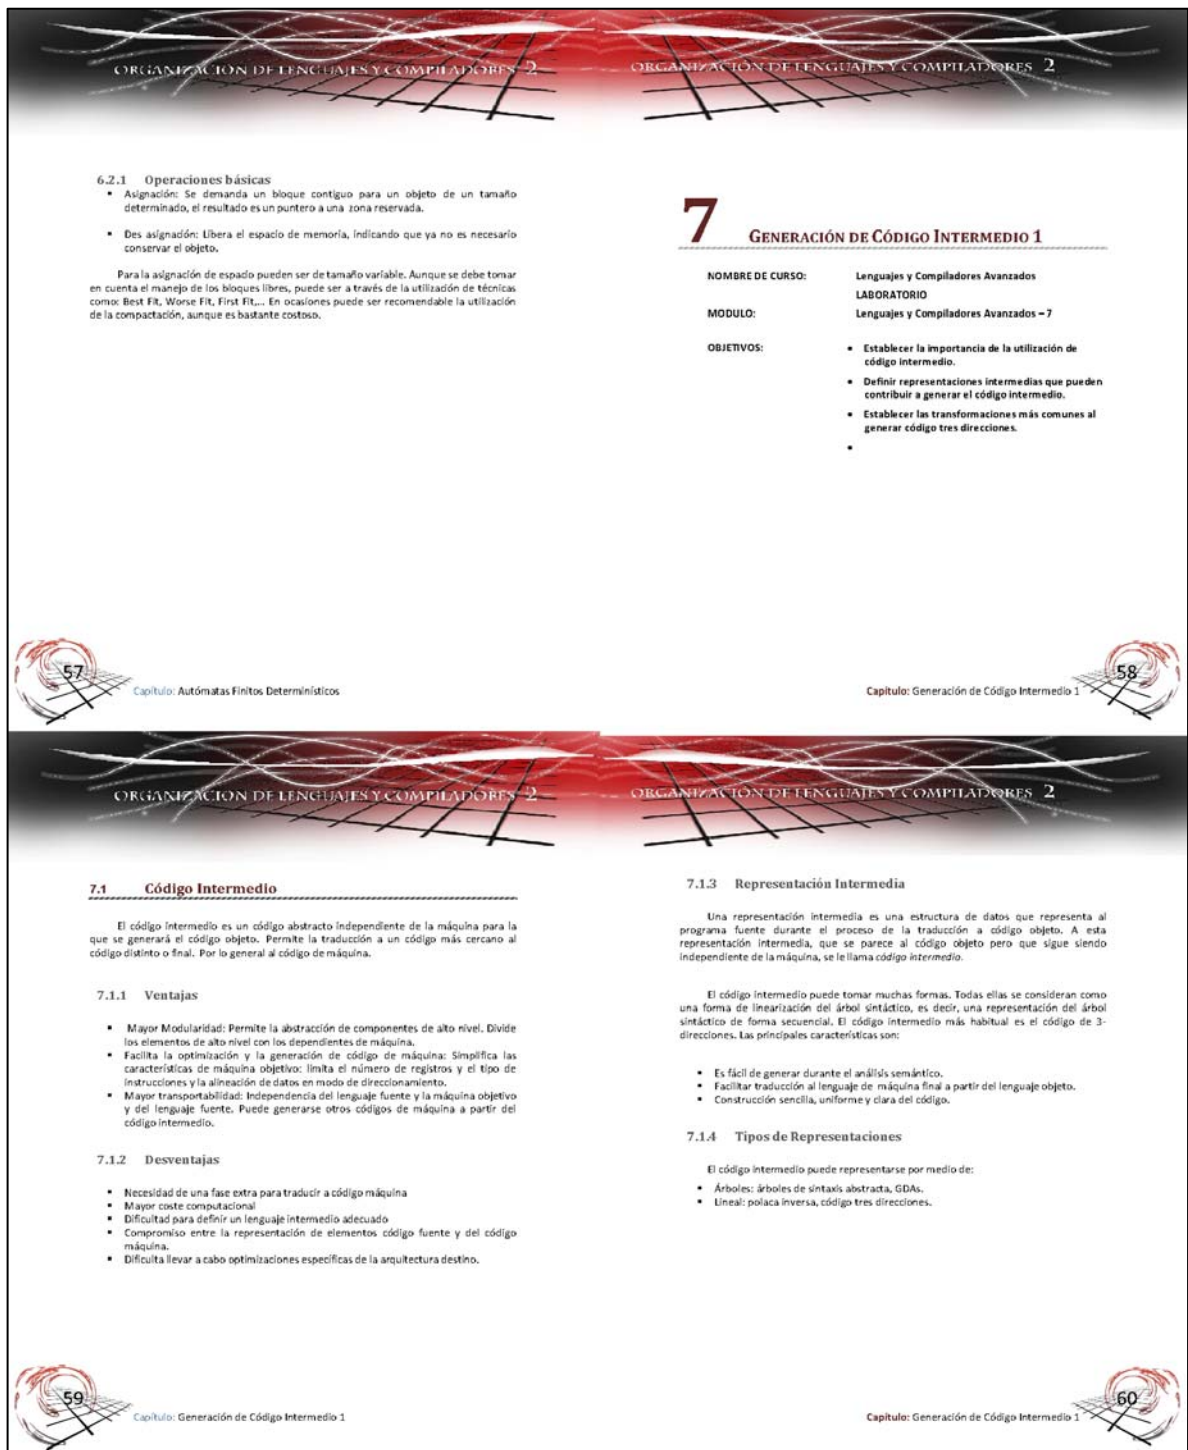 ORGANIZACIÓN DE LENGUAJES Y COMPILADORES 2
6.2.1 Operaciones básicas
▪ Asignación: Se demanda un bloque contiguo para un objeto de un tamaño
determinado, el resultado es un puntero a una zona reservada.
▪ Des asignación: Libera el espacio de memoria, indicando que ya no es necesario
conservar el objeto.
Para la asignación de espacio pueden ser de tamaño variable. Aunque se debe tomar
en cuenta el manejo de los bloques libres, puede ser a través de la utilización de técnicas
como: Best Fit, Worse Fit, First Fit,... En ocasiones puede ser recomendable la utilización
de la compactación, aunque es bastante costoso.
57
Capítulo: Autómatas Finitos Determinísticos
ORGANIZACIÓN DE LENGUAJES Y COMPILADORES 2
7 GENERACIÓN DE CÓDIGO INTERMEDIO 1
NOMBRE DE CURSO: Lenguajes y Compiladores Avanzados
LABORATORIO
MODULO: Lenguajes y Compiladores Avanzados – 7
OBJETIVOS: • Establecer la importancia de la utilización de
código intermedio.
• Definir representaciones intermedias que pueden
contribuir a generar el código intermedio.
• Establecer las transformaciones más comunes al
generar código tres direcciones.
•
58
Capítulo: Generación de Código Intermedio 1
ORGANIZACIÓN DE LENGUAJES Y COMPILADORES 2
7.1 Código Intermedio
El código intermedio es un código abstracto independiente de la máquina para la
que se generará el código objeto. Permite la traducción a un código más cercano al
código distinto o final. Por lo general al código de máquina.
7.1.1 Ventajas
▪ Mayor Modularidad: Permite la abstracción de componentes de alto nivel. Divide
los elementos de alto nivel con los dependientes de máquina.
▪ Facilita la optimización y la generación de código de máquina: Simplifica las
características de máquina objetivo: limita el número de registros y el tipo de
instrucciones y la alineación de datos en modo de direccionamiento.
▪ Mayor transportabilidad: Independencia del lenguaje fuente y la máquina objetivo
y del lenguaje fuente. Puede generarse otros códigos de máquina a partir del
código intermedio.
7.1.2 Desventajas
▪ Necesidad de una fase extra para traducir a código máquina
▪ Mayor coste computacional
▪ Dificultad para definir un lenguaje intermedio adecuado
▪ Compromiso entre la representación de elementos código fuente y del código
máquina.
▪ Dificulta llevar a cabo optimizaciones específicas de la arquitectura destino.
59
Capítulo: Generación de Código Intermedio 1
ORGANIZACIÓN DE LENGUAJES Y COMPILADORES 2
7.1.3 Representación Intermedia
Una representación intermedia es una estructura de datos que representa al
programa fuente durante el proceso de la traducción a código objeto. A esta
representación intermedia, que se parece al código objeto pero que sigue siendo
independiente de la máquina, se le llama código intermedio.
El código intermedio puede tomar muchas formas. Todas ellas se consideran como
una forma de linearización del árbol sintáctico, es decir, una representación del árbol
sintáctico de forma secuencial. El código intermedio más habitual es el código de 3-
direcciones. Las principales características son:
▪ Es fácil de generar durante el análisis semántico.
▪ Facilitar traducción al lenguaje de máquina final a partir del lenguaje objeto.
▪ Construcción sencilla, uniforme y clara del código.
7.1.4 Tipos de Representaciones
El código intermedio puede representarse por medio de:
▪ Árboles: árboles de sintaxis abstracta, GDAs.
▪ Lineal: polaca inversa, código tres direcciones.
60
Capítulo: Generación de Código Intermedio 1